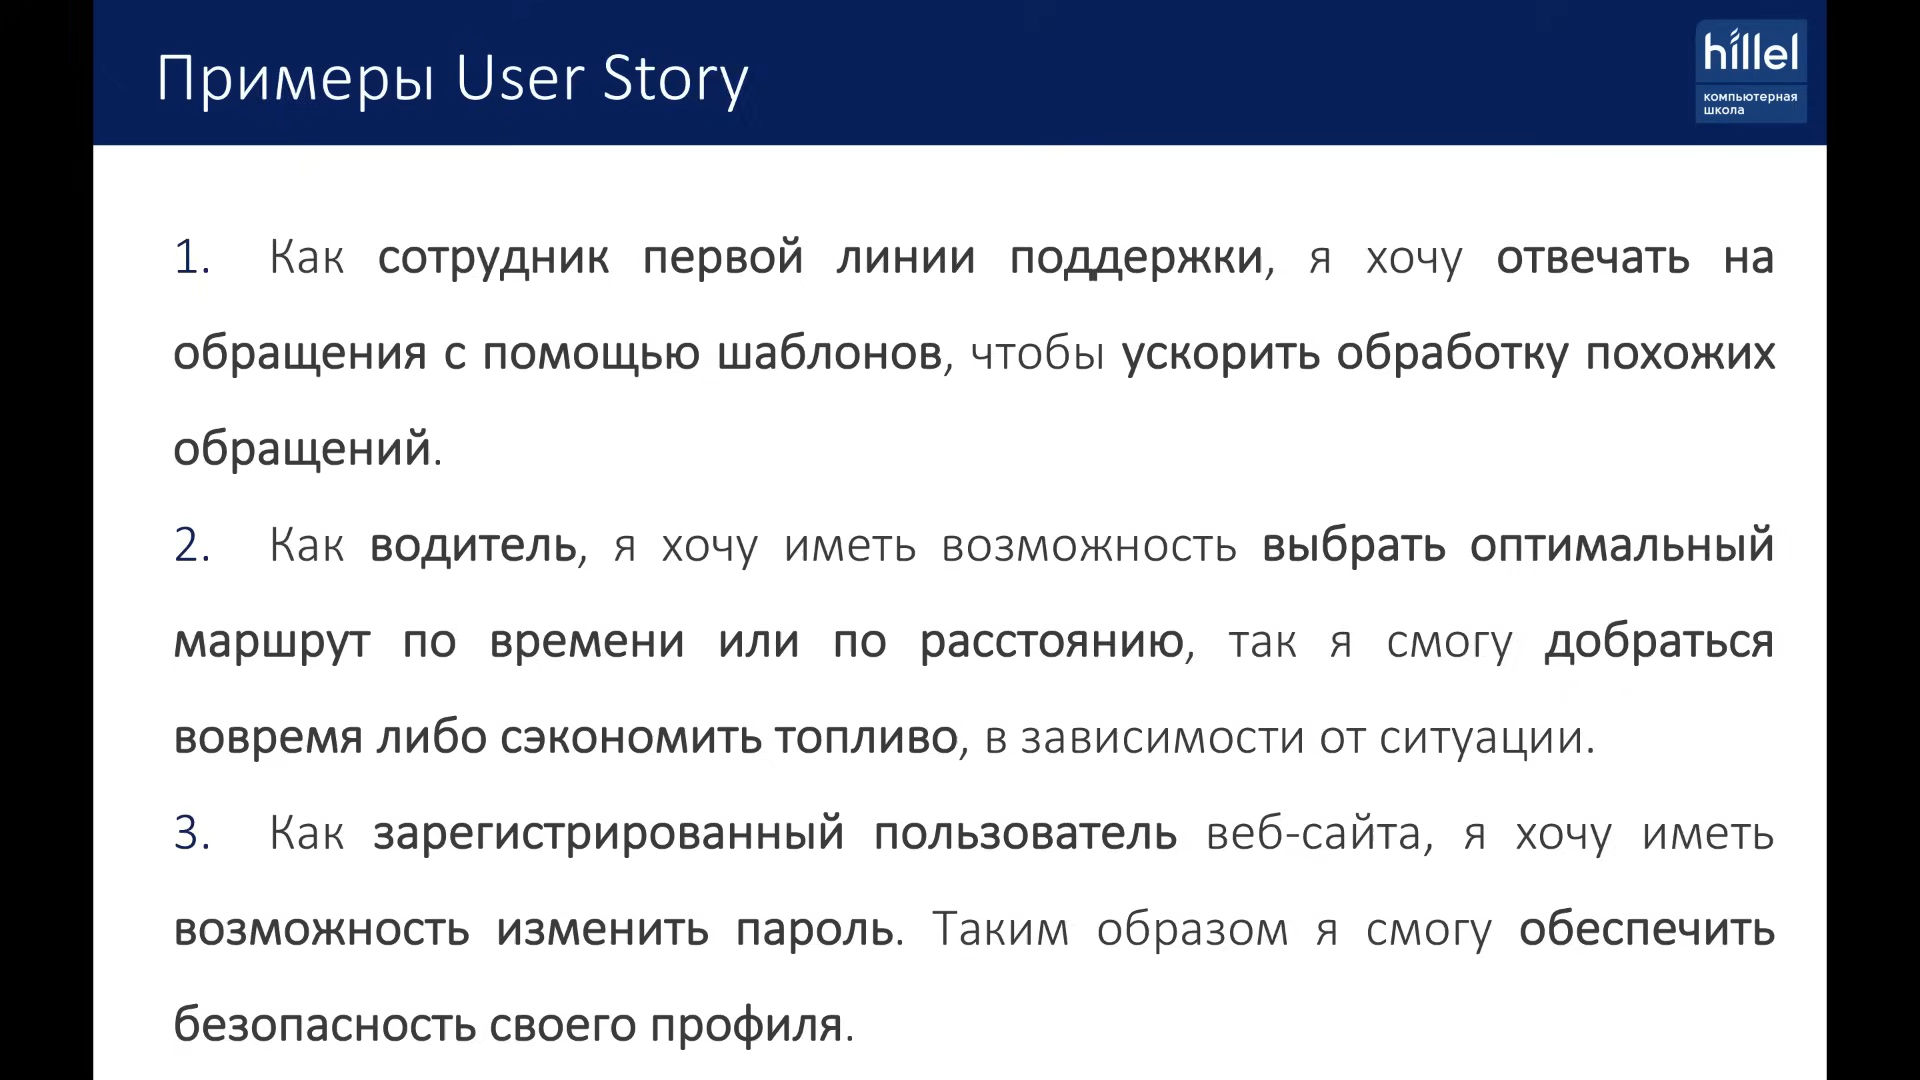 Примеры User Story
hillel
компьютерная
школа
1. Как сотрудник первой линии поддержки, я хочу отвечать на
обращения с помощью шаблонов, чтобы ускорить обработку похожих
обращений.
2. Как водитель, я хочу иметь возможность выбрать оптимальный
маршрут по времени или по расстоянию, так я смогу добраться
вовремя либо сэкономить топливо, в зависимости от ситуации.
3. Как зарегистрированный пользователь веб-сайта, я хочу иметь
возможность изменить пароль. Таким образом я смогу обеспечить
безопасность своего профиля.